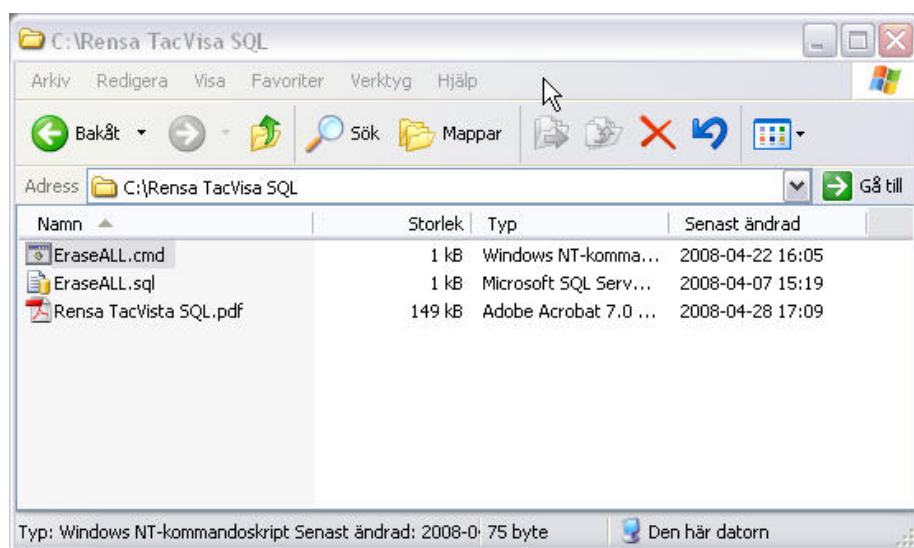 C:\Rensa TacVisa SQL
Arkiv Redigera Visa Favoriter Verktyg Hjälp
Bakåt Sök Mappar
Adress C:\Rensa TacVisa SQL Gå till
Namn Storlek Typ Senast ändrad
EraseALL.cmd 1 kB Windows NT-komma... 2008-04-22 16:05
EraseALL.sql 1 kB Microsoft SQL Serv... 2008-04-07 15:19
Rensa TacVista SQL.pdf 149 kB Adobe Acrobat 7.0 ... 2008-04-28 17:09
Typ: Windows NT-kommandoskript Senast ändrad: 2008-0 75 byte Den här datorn